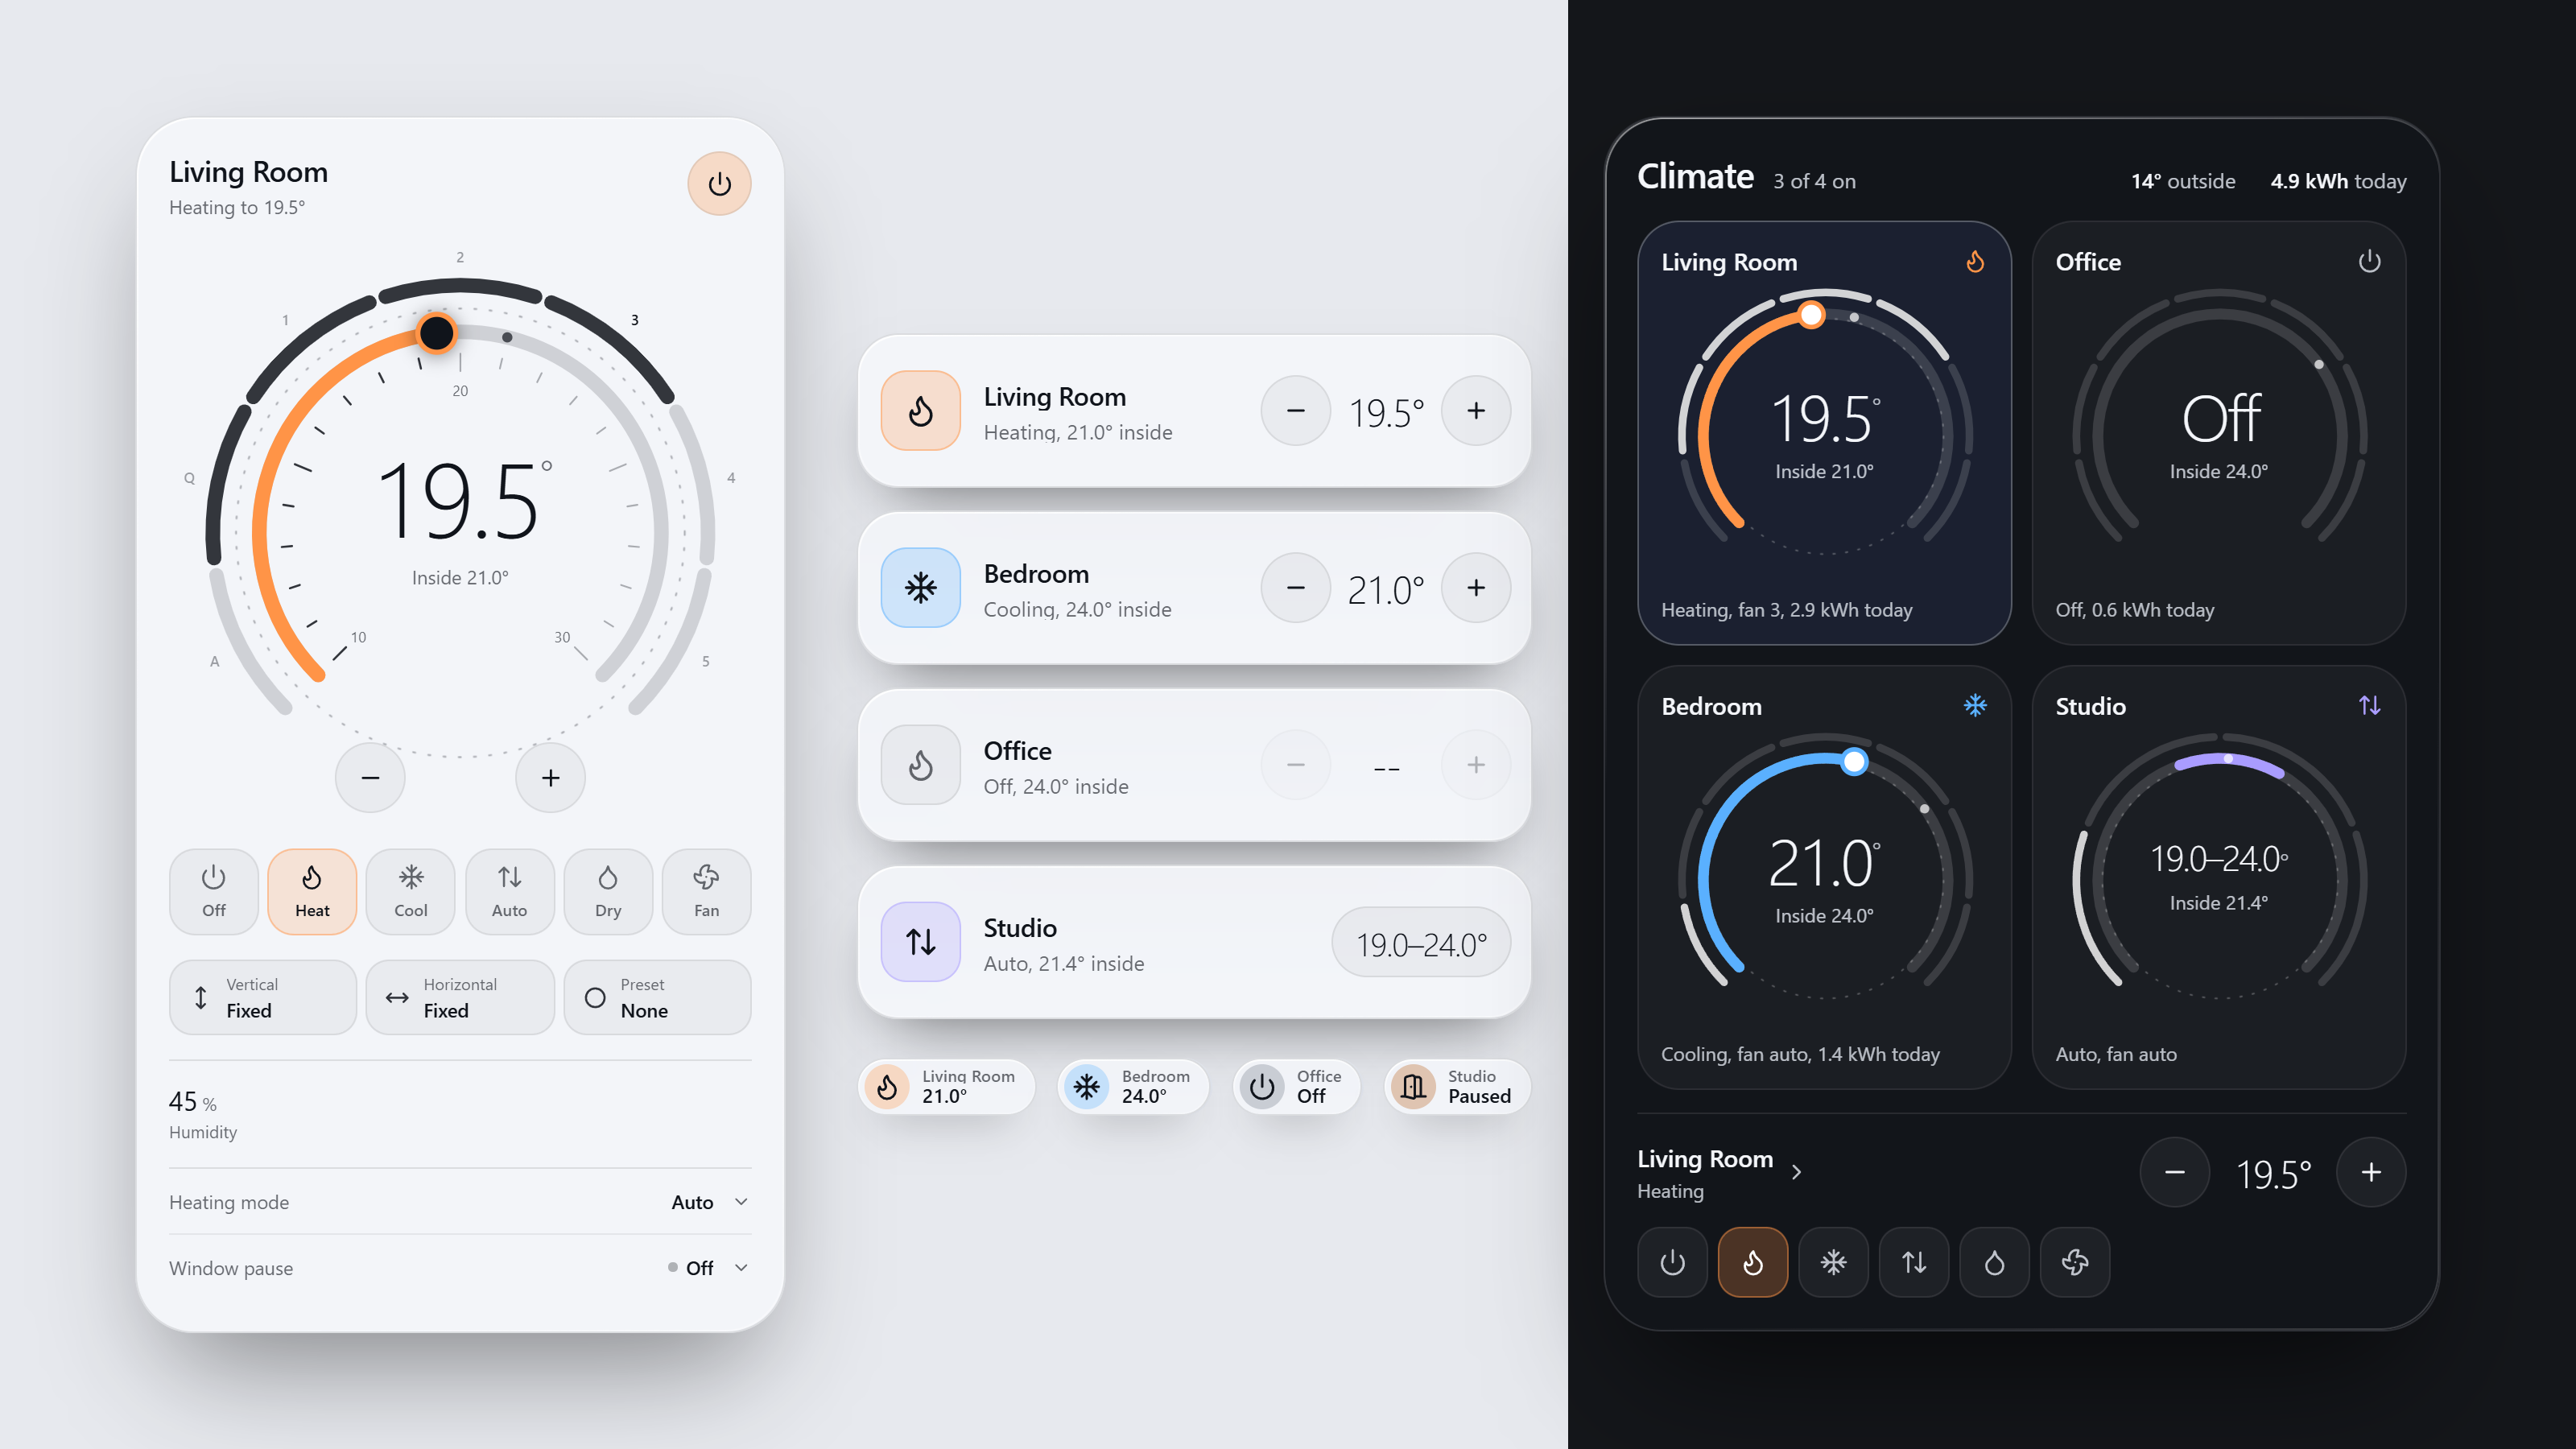 Living Room
Heating to 19.5°
2
1
3
20
Q
4
19.5°
Inside 21.0°
10
30
A
5
Off
Heat
Cool
Auto
Dry
Fan
Vertical
Fixed
Horizontal
Fixed
Preset
None
45 %
Humidity
Heating mode
Auto
Window pause
Off
Living Room
Heating, 21.0° inside
19.5°
Bedroom
Cooling, 24.0° inside
21.0°
Office
Off, 24.0° inside
--
Studio
Auto, 21.4° inside
19.0–24.0°
Living Room
21.0°
Bedroom
24.0°
Office
Off
Studio
Paused
Climate 3 of 4 on
14° outside 4.9 kWh today
Living Room
19.5°
Inside 21.0°
Heating, fan 3, 2.9 kWh today
Office
Off
Inside 24.0°
Off, 0.6 kWh today
Bedroom
21.0°
Inside 24.0°
Cooling, fan auto, 1.4 kWh today
Studio
19.0–24.0°
Inside 21.4°
Auto, fan auto
Living Room
Heating
19.5°